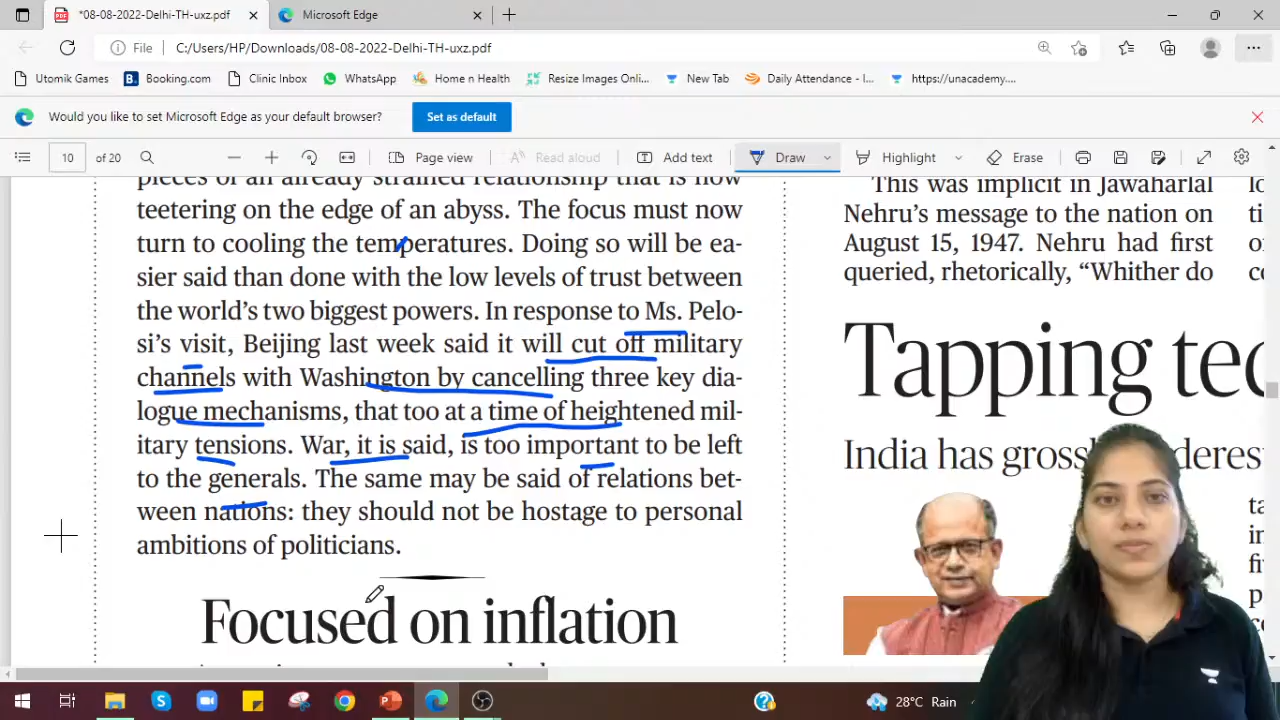 *08-08-2022-Delhi-TH-uxz.pdf
Microsoft Edge
File C:/Users/HP/Downloads/08-08-2022-Delhi-TH-uxz.pdf
Utomik Games
Booking.com
Clinic Inbox
WhatsApp
Home n Health
Resize Images Onli...
New Tab
Daily Attendance - I...
https://unacademy....
Would you like to set Microsoft Edge as your default browser?
Set as default
10 of 20
Page view
Read aloud
Add text
Draw
Highlight
Erase
pieces of an already strained relationship that is now
teetering on the edge of an abyss. The focus must now
turn to cooling the temperatures. Doing so will be ea-
sier said than done with the low levels of trust between
the world's two biggest powers. In response to Ms. Pelo-
si's visit, Beijing last week said it will cut off military
channels with Washington by cancelling three key dia-
logue mechanisms, that too at a time of heightened mil-
itary tensions. War, it is said, is too important to be left
to the generals. The same may be said of relations bet-
ween nations: they should not be hostage to personal
ambitions of politicians.
Focused on inflation
This was implicit in Jawaharlal
Nehru's message to the nation on
August 15, 1947. Nehru had first
queried, rhetorically, “Whither do
Tapping tec
India has gross
28°C Rain